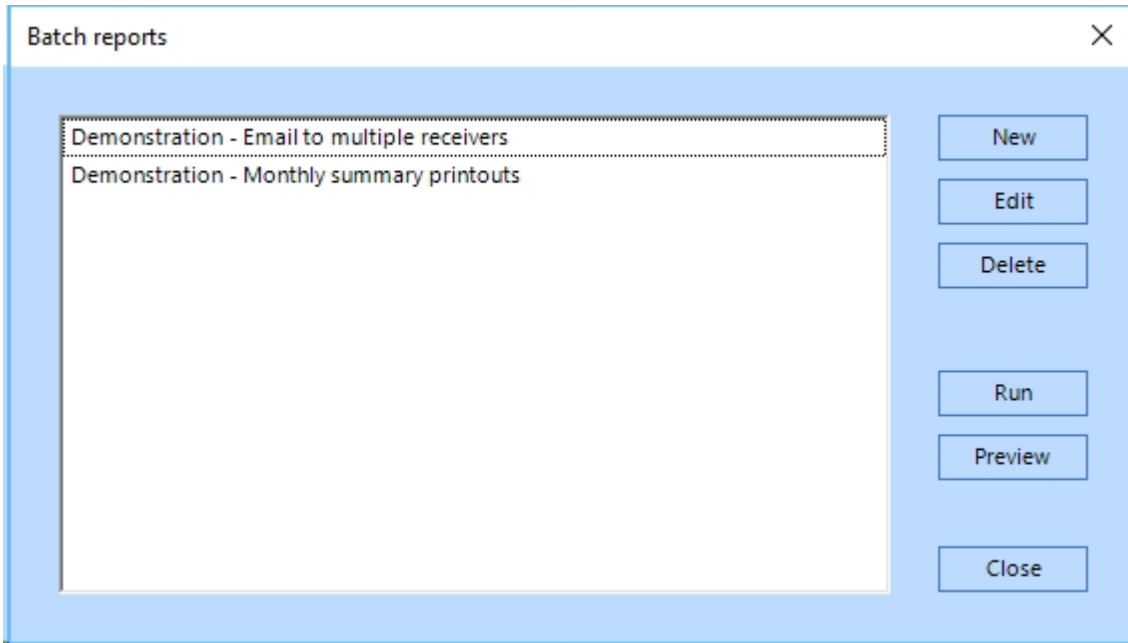 Batch reports
Demonstration - Email to multiple receivers
Demonstration - Monthly summary printouts
New
Edit
Delete
Run
Preview
Close